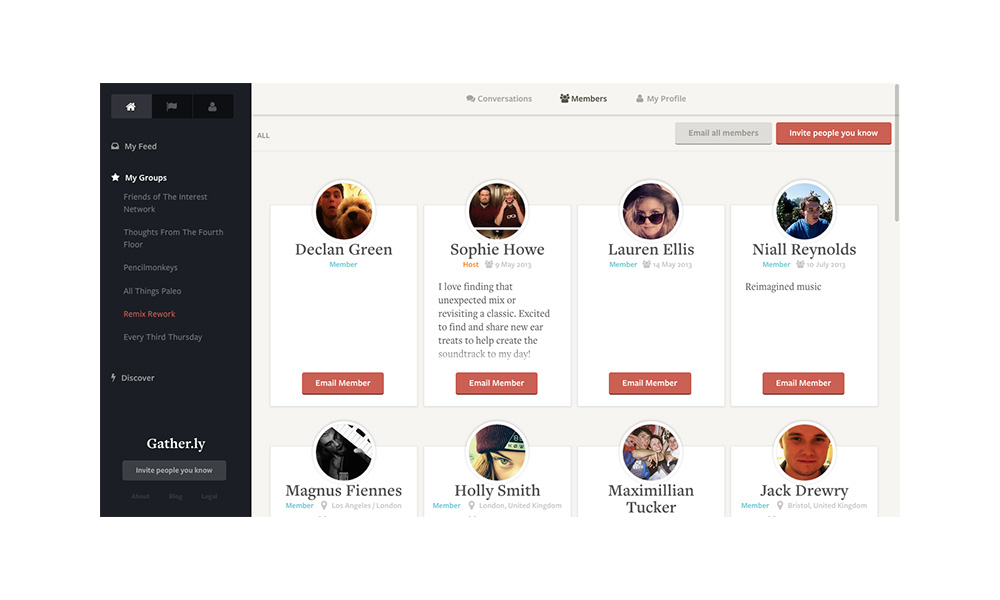 Conversations
Members
My Profile
ALL
Email all members
Invite people you know
My Feed
My Groups
Friends of The Interest
Network
Thoughts From The Fourth
Floor
Pencilmonkeys
All Things Paleo
Remix Rework
Every Third Thursday
Discover
Gather.ly
Invite people you know
About
Blog
Legal
Declan Green
Member
Email Member
Sophie Howe
Host 9 May 2013
I love finding that
unexpected mix or
revisiting a classic. Excited
to find and share new ear
treats to help create the
soundtrack to my day!
Email Member
Lauren Ellis
Member 14 May 2013
Email Member
Niall Reynolds
Member 10 July 2013
Reimagined music
Email Member
Magnus Fiennes
Member Los Angeles / London
Holly Smith
Member London, United Kingdom
Maximillian
Tucker
Jack Drewry
Member Bristol, United Kingdom